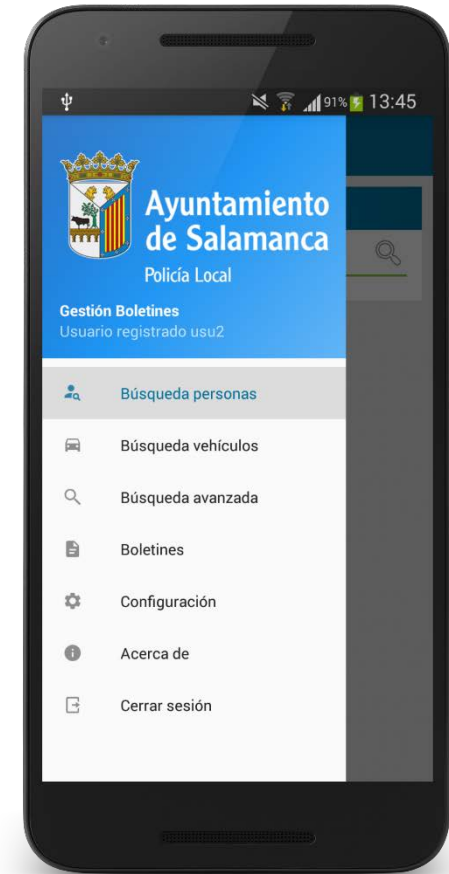 91% 13:45
Ayuntamiento
de Salamanca
Policía Local
Gestión Boletines
Usuario registrado usu2
Búsqueda personas
Búsqueda vehículos
Búsqueda avanzada
Boletines
Configuración
Acerca de
Cerrar sesión